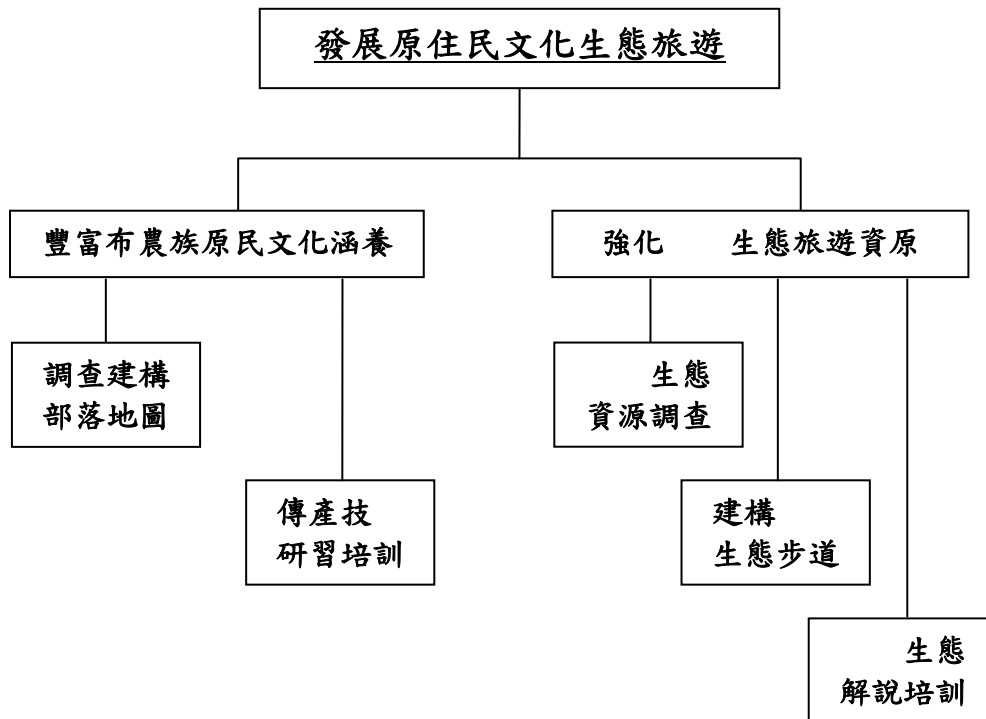 發展原住民文化生態旅遊
豐富布農族原民文化涵養
強化 生態旅遊資原
調查建構
部落地圖
生態
資源調查
傳產技
研習培訓
建構
生態步道
生態
解說培訓